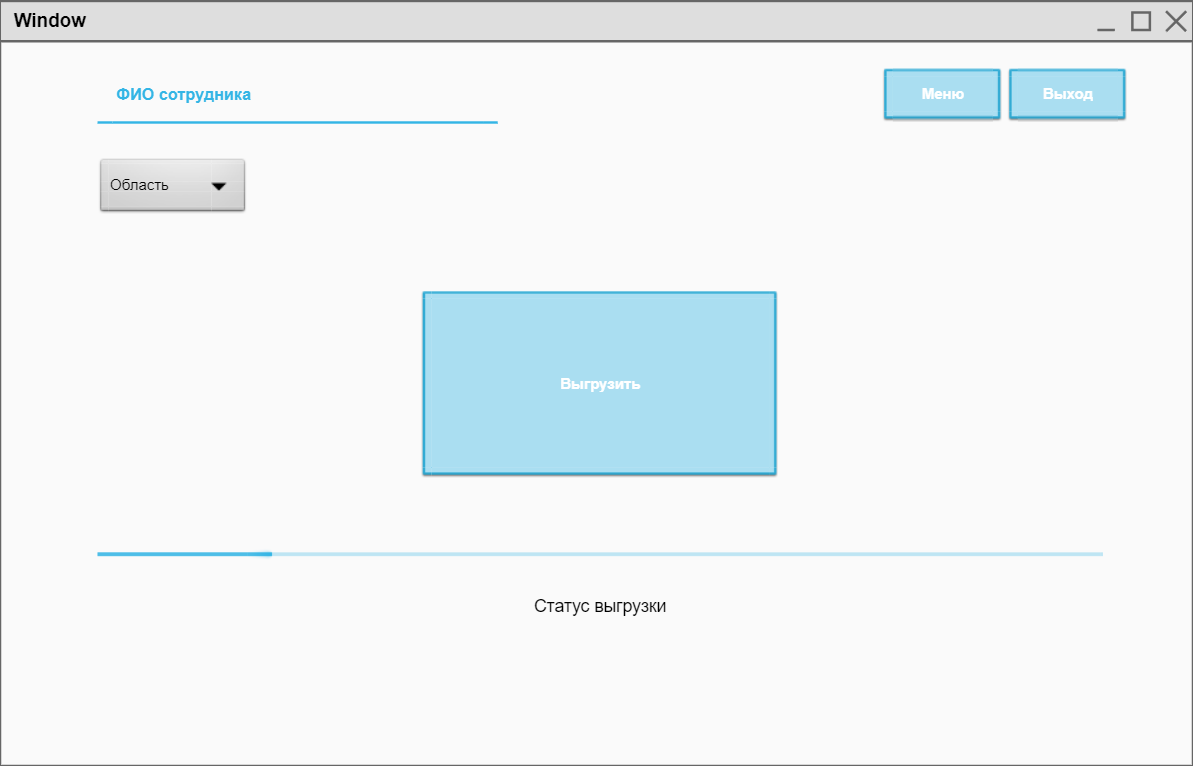 Window
ФИО сотрудника
Меню
Выход
Область
Выгрузить
Статус выгрузки